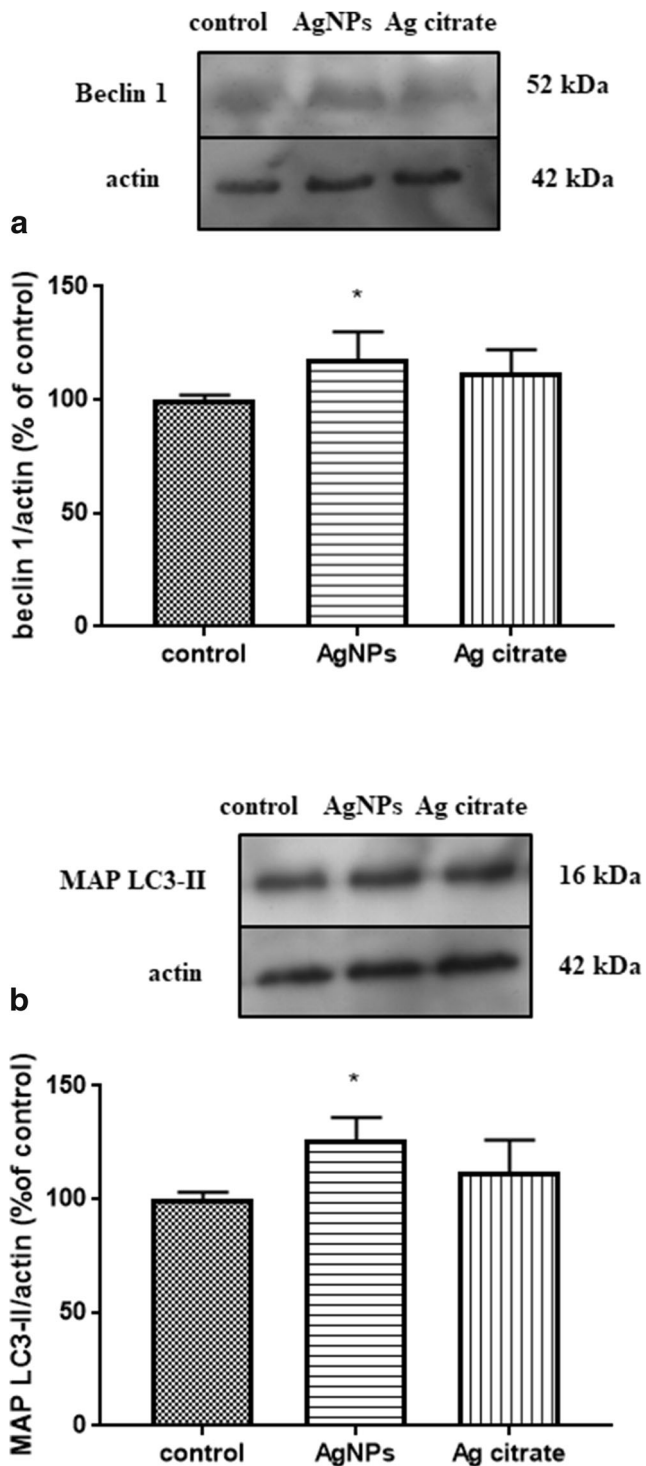 control AgNPs Ag citrate
Beclin 1 52 kDa
actin 42 kDa
a
beclin 1/actin (% of control)
150
*
100
50
0
control AgNPs Ag citrate
control AgNPs Ag citrate
MAP LC3-II 16 kDa
actin 42 kDa
b
MAP LC3-II/actin (%of control)
150
*
100
50
0
control AgNPs Ag citrate